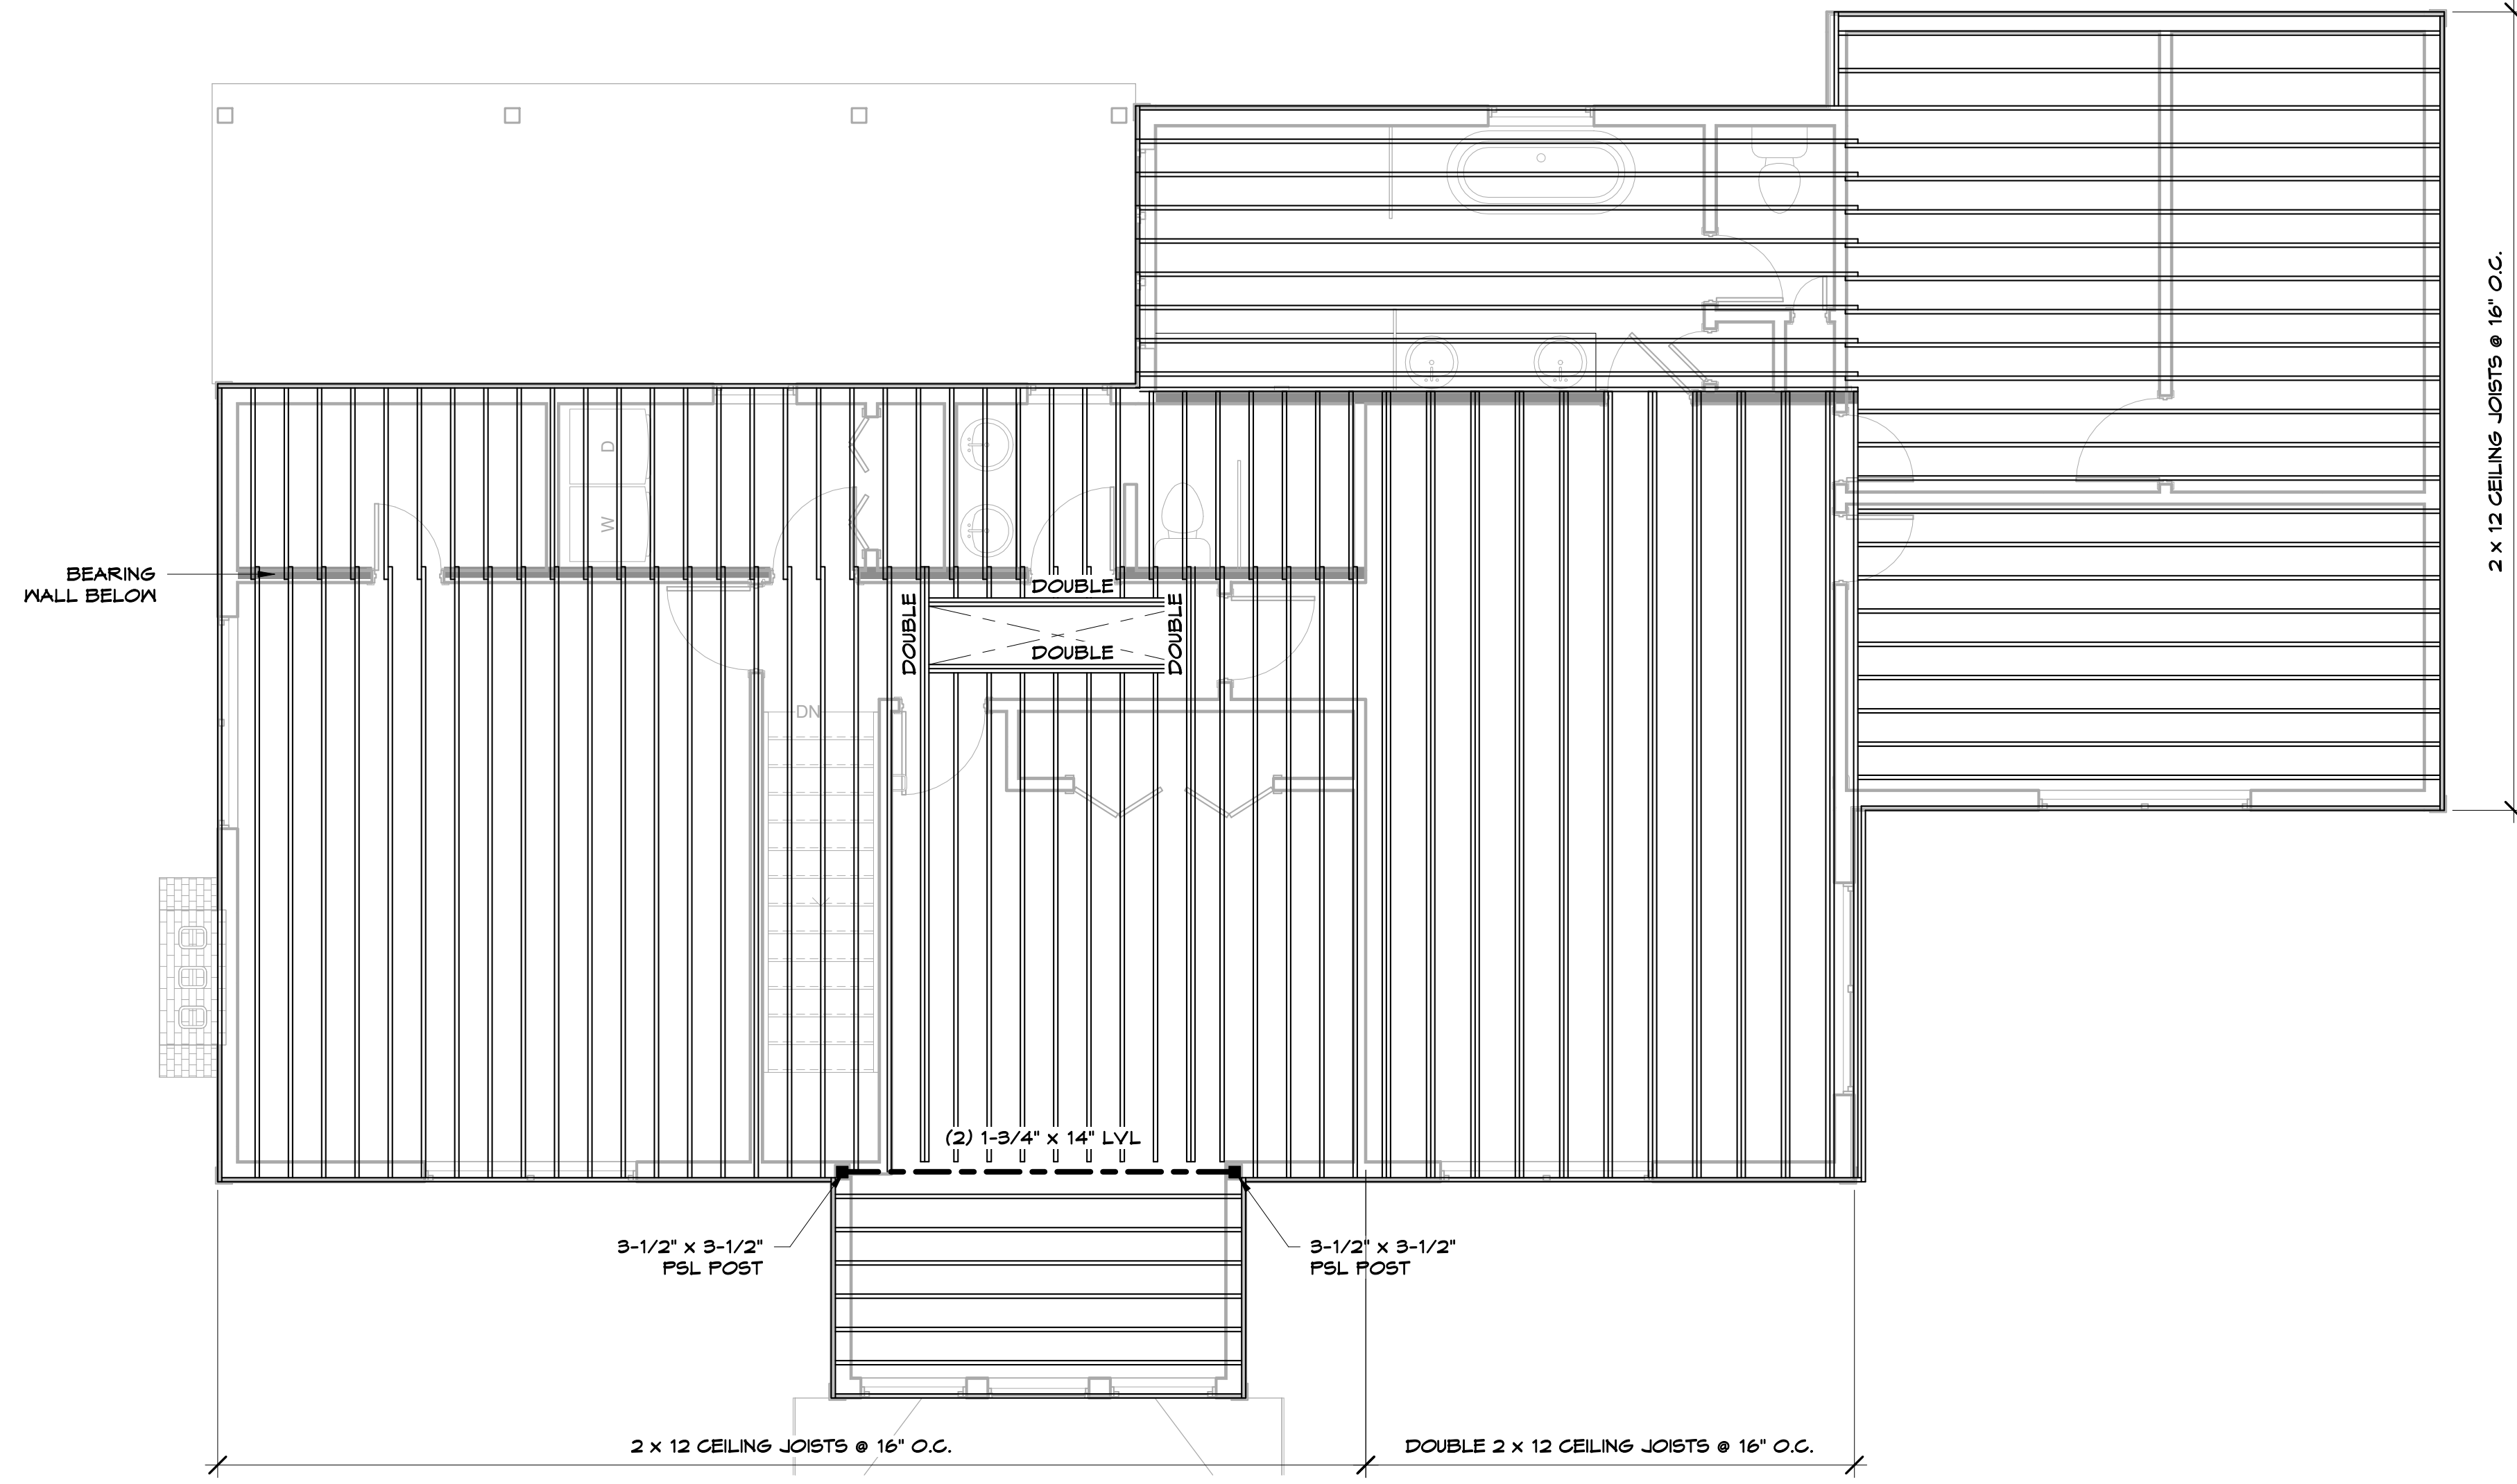 2 x 12 CEILING JOISTS @ 16" O.C.
D
W
BEARING
WALL BELOW
DOUBLE
DOUBLE
DOUBLE
DOUBLE
DN
(2) 1-3/4" x 14" LVL
3-1/2" x 3-1/2"
PSL POST
3-1/2" x 3-1/2"
PSL POST
2 x 12 CEILING JOISTS @ 16" O.C.
DOUBLE 2 x 12 CEILING JOISTS @ 16" O.C.